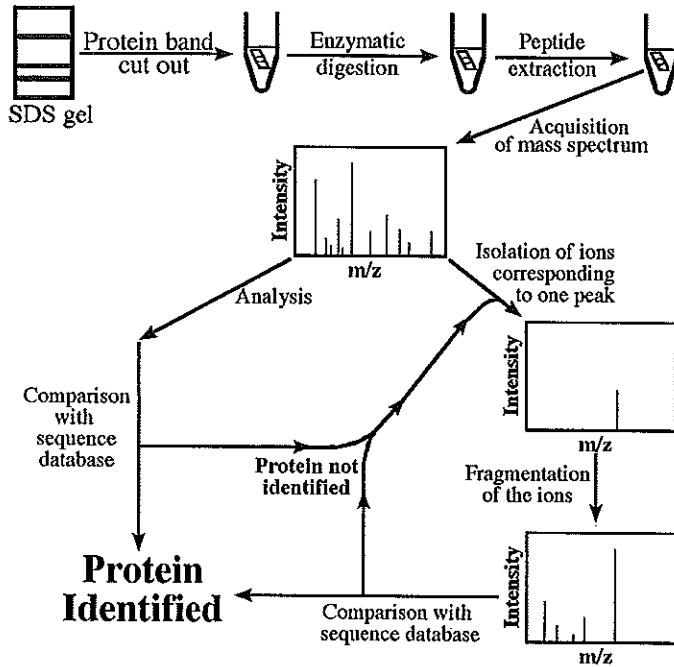 Protein band
cut out
Enzymatic
digestion
Peptide
extraction
SDS gel
Acquisition
of mass spectrum
Intensity
m/z
Isolation of ions
corresponding
to one peak
Analysis
Intensity
m/z
Comparison
with
sequence
database
Protein not
identified
Fragmentation
of the ions
Protein
Identified
Comparison with
sequence database
Intensity
m/z